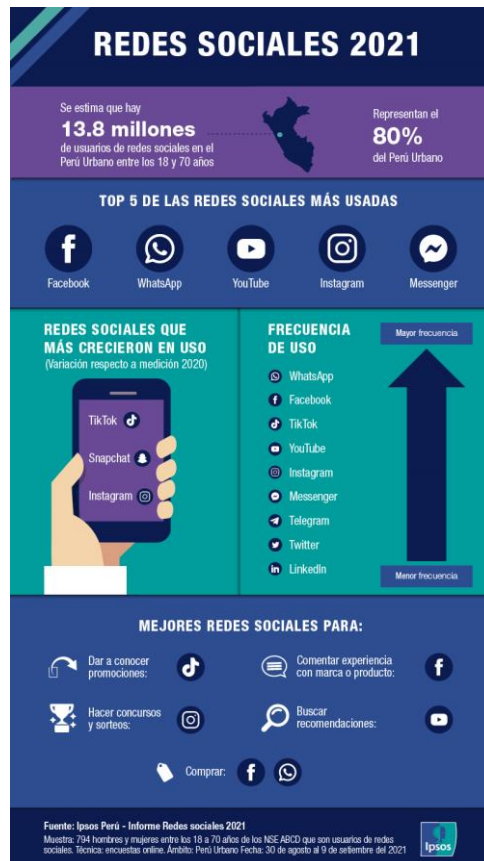 REDES SOCIALES 2021
Se estima que hay
13.8 millones
de usuarios de redes sociales en el
Perú Urbano entre los 18 y 70 años
Representan el
80%
del Perú Urbano
TOP 5 DE LAS REDES SOCIALES MÁS USADAS
Facebook
WhatsApp
YouTube
Instagram
Messenger
REDES SOCIALES QUE
MÁS CRECIERON EN USO
(Variación respecto a medición 2020)
TikTok
Snapchat
Instagram
FRECUENCIA
DE USO
Mayor frecuencia
WhatsApp
Facebook
TikTok
YouTube
Instagram
Messenger
Telegram
Twitter
LinkedIn
Menor frecuencia
MEJORES REDES SOCIALES PARA:
Dar a conocer
promociones:
Comentar experiencia
con marca o producto:
Hacer concursos
y sorteos:
Buscar
recomendaciones:
Comprar:
Fuente: Ipsos Perú - Informe Redes sociales 2021
Muestra: 794 hombres y mujeres entre los 18 a 70 años de los NSE ABCD que son usuarios de redes
sociales. Técnica: encuestas online. Ámbito: Perú Urbano Fecha: 30 de agosto al 9 de setiembre del 2021
Ipsos